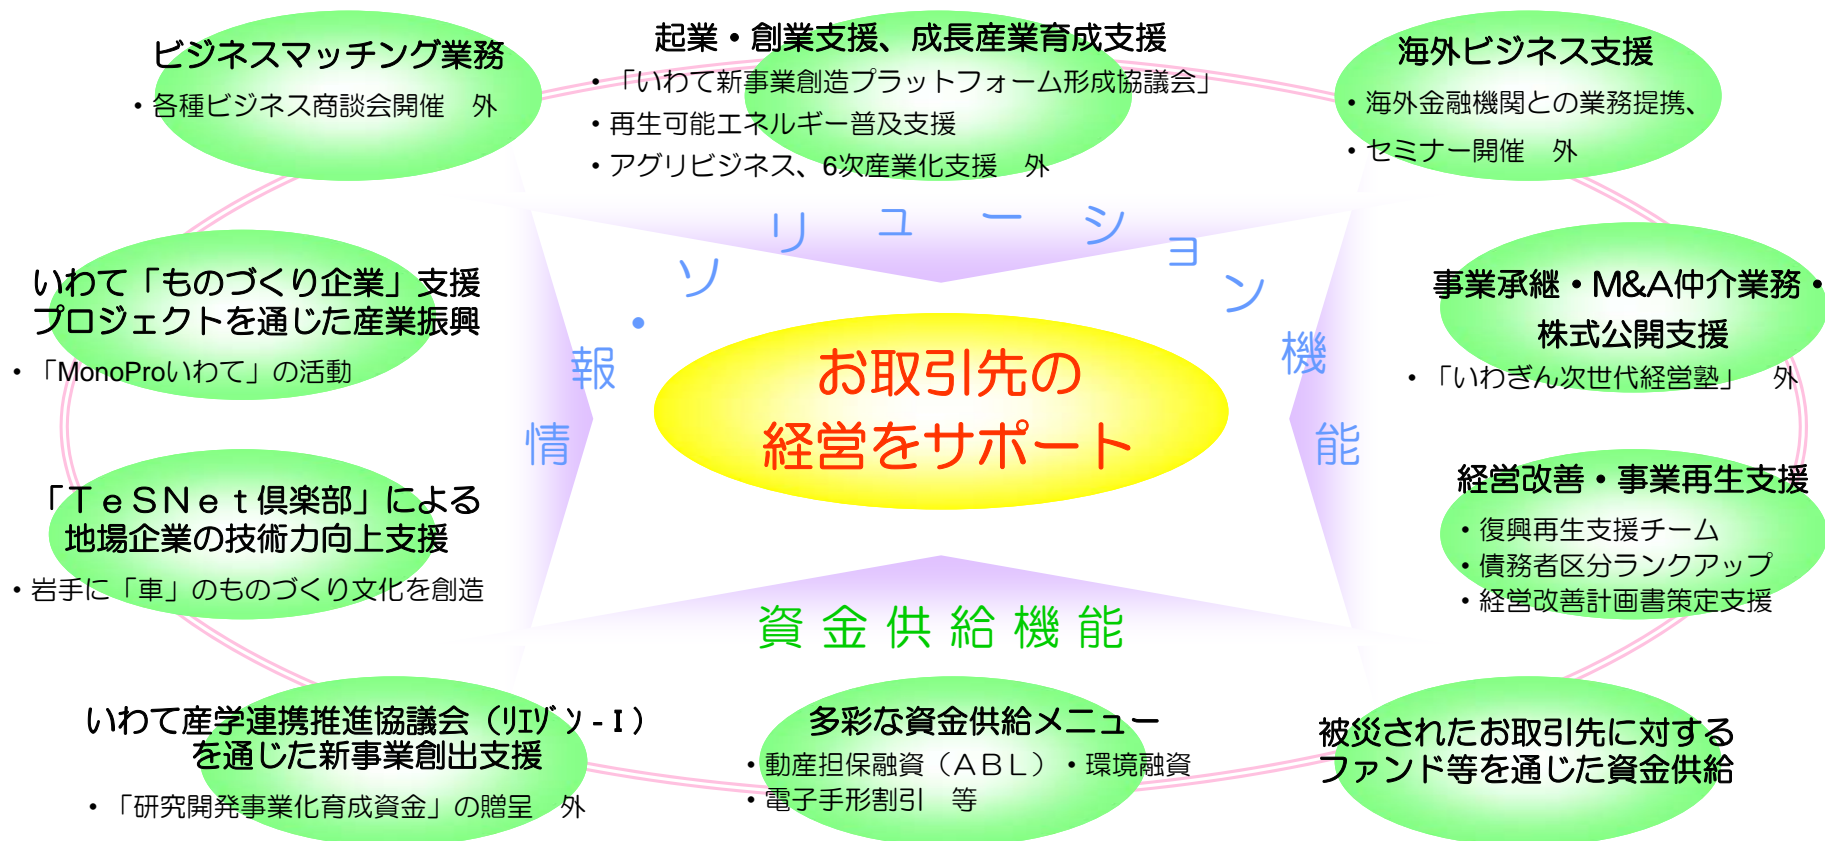 ビジネスマッチング業務
・各種ビジネス商談会開催　外
起業・創業支援、成長産業育成支援
・「いわて新事業創造プラットフォーム形成協議会」
・再生可能エネルギー普及支援
・アグリビジネス、6次産業化支援　外
海外ビジネス支援
・海外金融機関との業務提携、
・セミナー開催　外
情報・ソリューション機能
いわて「ものづくり企業」支援
プロジェクトを通じた産業振興
・「MonoProいわて」の活動
お取引先の
経営をサポート
事業承継・M&A仲介業務・
株式公開支援
・「いわぎん次世代経営塾」　外
「ＴｅＳＮｅｔ倶楽部」による
地場企業の技術力向上支援
・岩手に「車」のものづくり文化を創造
経営改善・事業再生支援
・復興再生支援チーム
・債務者区分ランクアップ
・経営改善計画書策定支援
資金供給機能
いわて産学連携推進協議会（ﾘｴｿﾞﾝ-Ｉ）
を通じた新事業創出支援
・「研究開発事業化育成資金」の贈呈　外
多彩な資金供給メニュー
・動産担保融資（ＡＢＬ）・環境融資
・電子手形割引　等
被災されたお取引先に対する
ファンド等を通じた資金供給